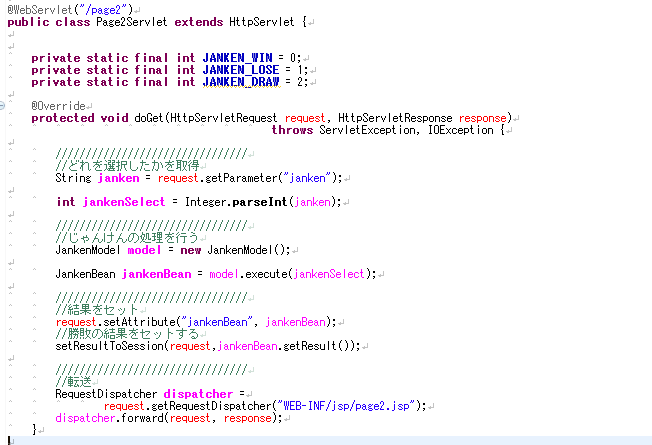 @WebServlet("/page2")
public class Page2Servlet extends HttpServlet {
private static final int JANKEN_WIN = 0;
private static final int JANKEN_LOSE = 1;
private static final int JANKEN_DRAW = 2;
@Override
protected void doGet(HttpServletRequest request, HttpServletResponse response)
throws ServletException, IOException {
////////////////////////////////
//どれを選択したかを取得
String janken = request.getParameter("janken");
int jankenSelect = Integer.parseInt(janken);
////////////////////////////////
//じゃんけんの処理を行う
JankenModel model = new JankenModel();
JankenBean jankenBean = model.execute(jankenSelect);
////////////////////////////////
//結果をセット
request.setAttribute("jankenBean", jankenBean);
//勝敗の結果をセットする
setResultToSession(request,jankenBean.getResult());
////////////////////////////////
//転送
RequestDispatcher dispatcher =
request.getRequestDispatcher("WEB-INF/jsp/page2.jsp");
dispatcher.forward(request, response);
}